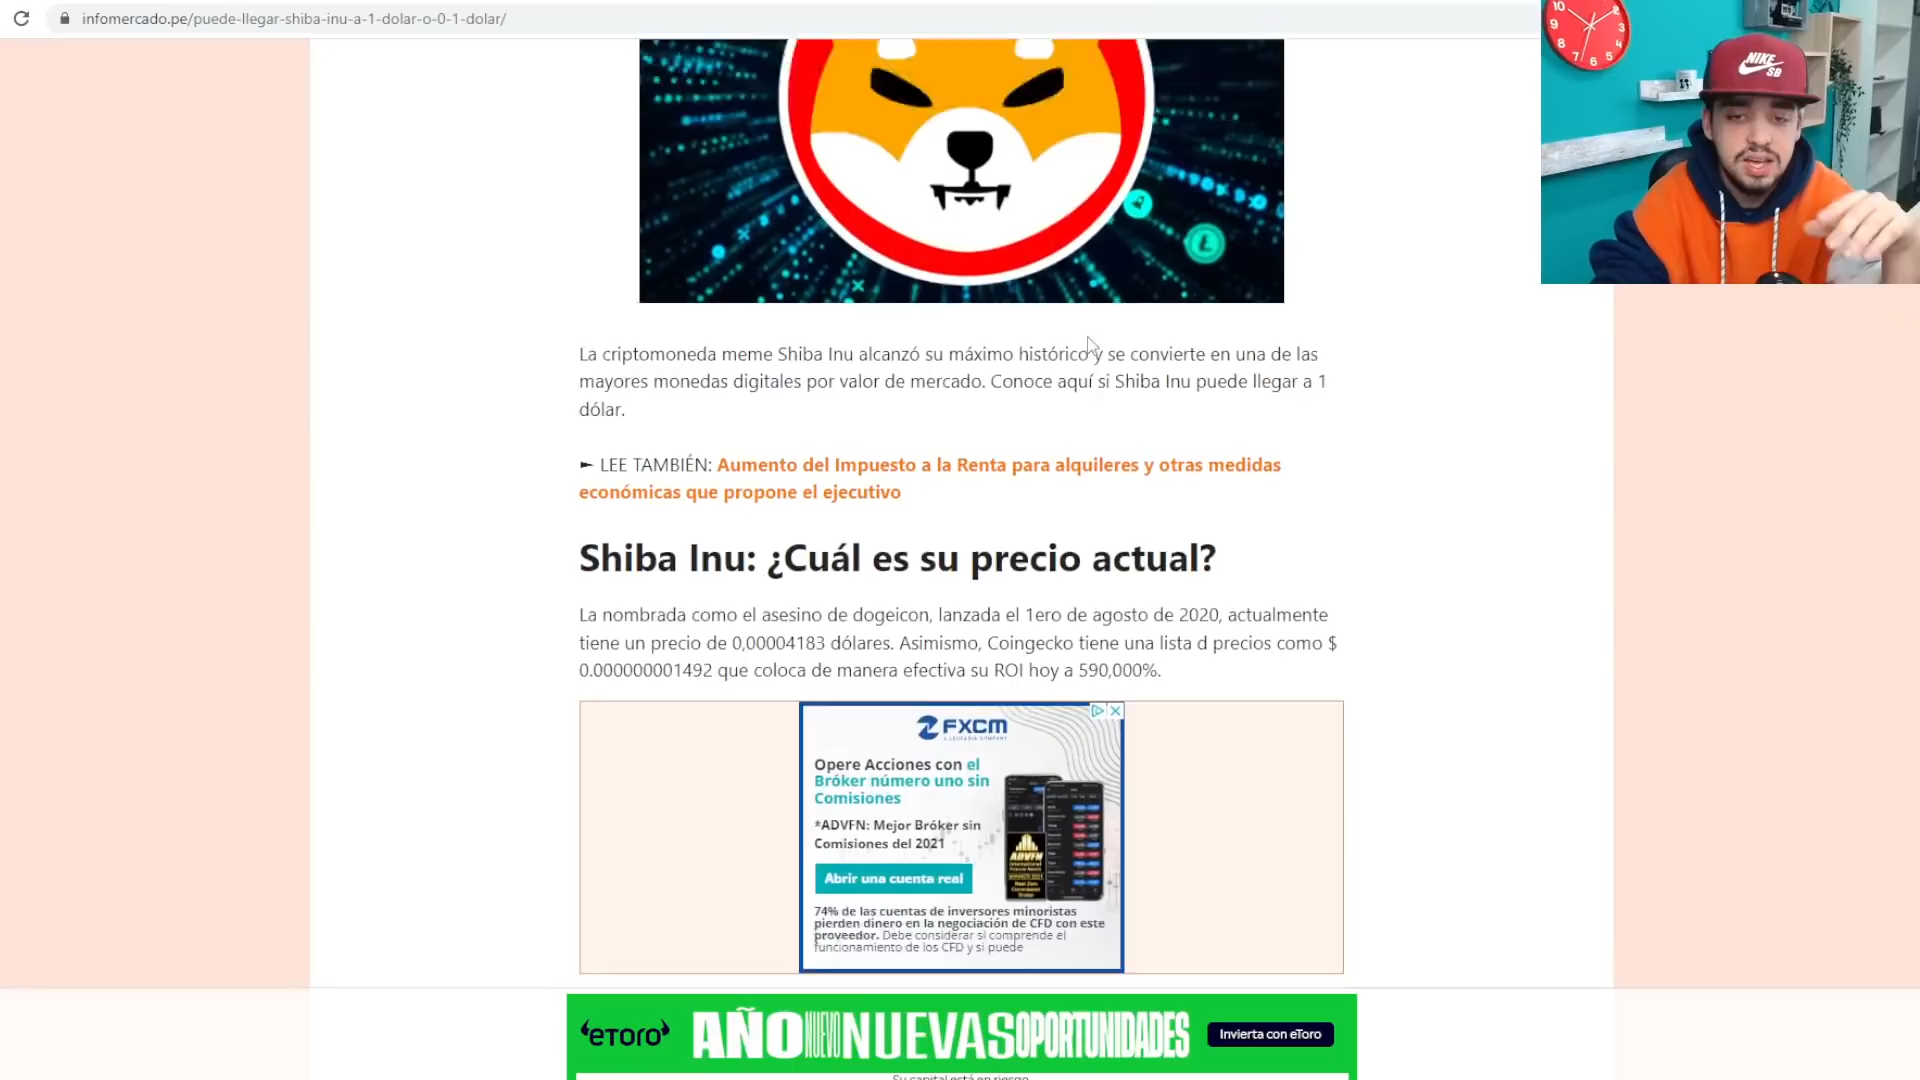 infomercado.pe/puede-llegar-shiba-inu-a-1-dolar-o-0-1-dolar/
NIKE
SB
La criptomoneda meme Shiba Inu alcanzó su máximo histórico y se convierte en una de las
mayores monedas digitales por valor de mercado. Conoce aquí si Shiba Inu puede llegar a 1
dólar.
► LEE TAMBIÉN: Aumento del Impuesto a la Renta para alquileres y otras medidas
económicas que propone el ejecutivo
Shiba Inu: ¿Cuál es su precio actual?
La nombrada como el asesino de dogeicon, lanzada el 1ero de agosto de 2020, actualmente
tiene un precio de 0,00004183 dólares. Asimismo, Coingecko tiene una lista d precios como $
0.000000001492 que coloca de manera efectiva su ROI hoy a 590,000%.
FXCM
A LEUCADIA COMPANY
Opere Acciones con el
Bróker número uno sin
Comisiones
*ADVFN: Mejor Bróker sin
Comisiones del 2021
ADVFN
Abrir una cuenta real
74% de las cuentas de inversores minoristas
pierden dinero en la negociación de CFD con este
proveedor. Debe considerar si comprende el
funcionamiento de los CFD y si puede
eToro
AÑO NUEVO NUEVAS OPORTUNIDADES
Invierta con eToro
Su capital está en riesgo